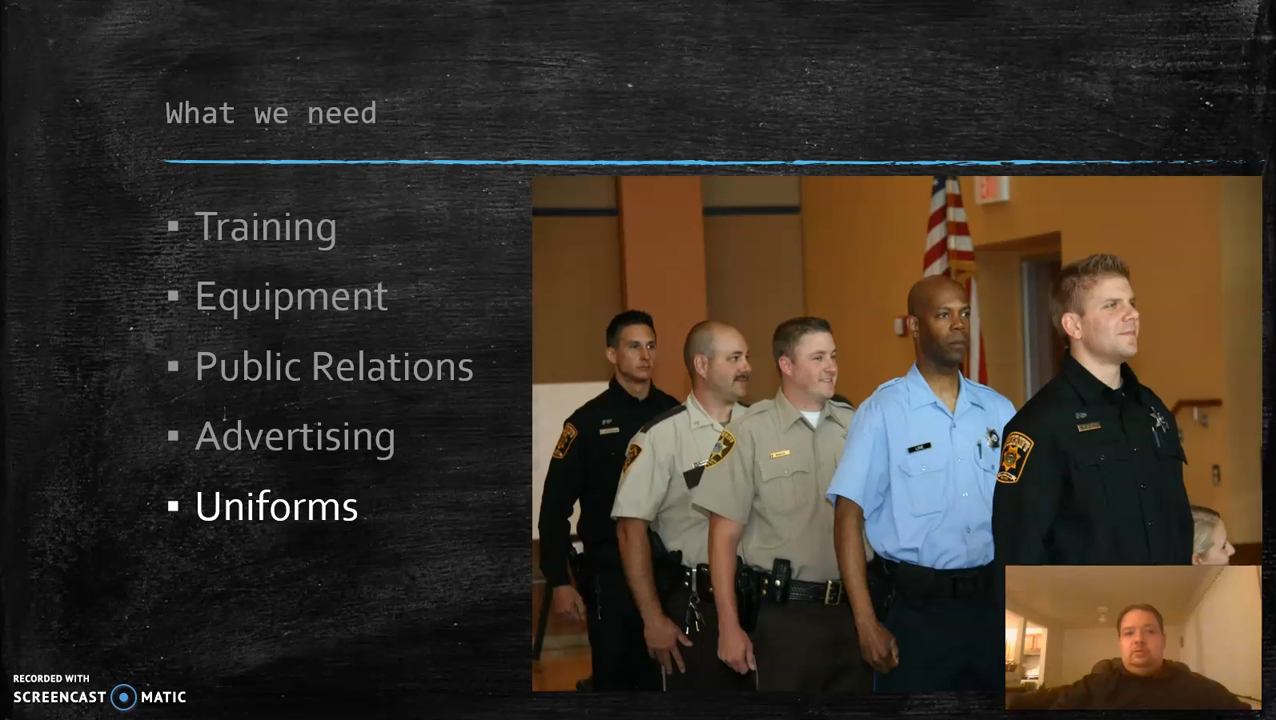 What we need
▪ Training
▪ Equipment
▪ Public Relations
▪ Advertising
▪ Uniforms
RECORDED WITH
SCREENCAST MATIC